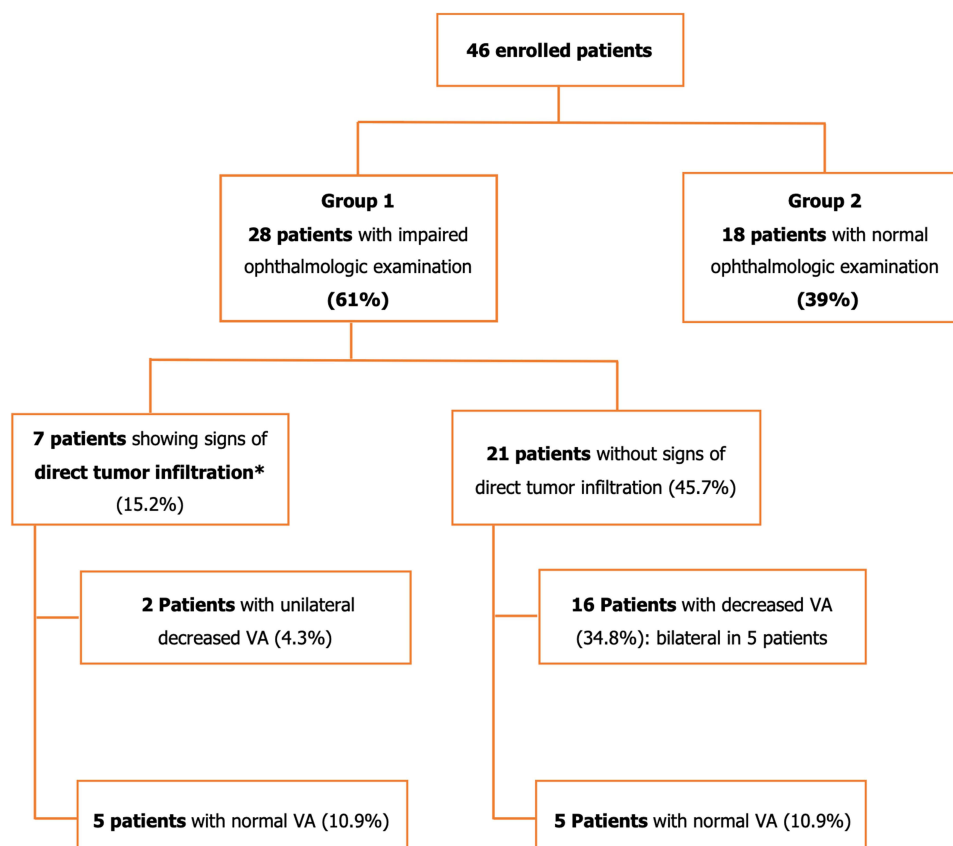 46 enrolled patients
Group 1
28 patients with impaired
ophthalmologic examination
(61%)
Group 2
18 patients with normal
ophthalmologic examination
(39%)
7 patients showing signs of
direct tumor infiltration*
(15.2%)
21 patients without signs of
direct tumor infiltration (45.7%)
2 Patients with unilateral
decreased VA (4.3%)
16 Patients with decreased VA
(34.8%): bilateral in 5 patients
5 patients with normal VA (10.9%)
5 Patients with normal VA (10.9%)